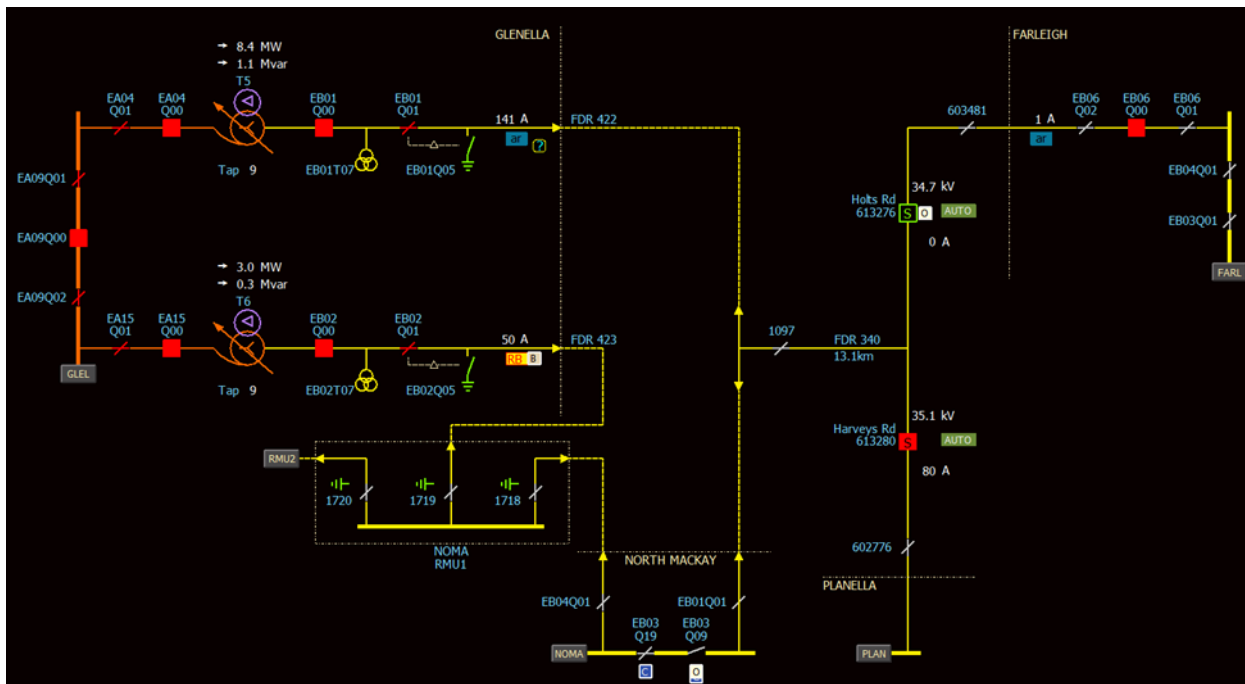 GLENELLA
FARLEIGH
8.4 MW
1.1 Mvar
T5
EA04
Q01
EA04
Q00
EB01
Q00
EB01
Q01
141 A
ar
?
FDR 422
Tap 9
EB01T07
EB01Q05
603481
1 A
ar
EB06
Q02
EB06
Q00
EB06
Q01
EA09Q01
EB04Q01
34.7 kV
Holts Rd
613276
S
O
AUTO
EB03Q01
EA09Q00
0 A
FARL
3.0 MW
0.3 Mvar
T6
EA09Q02
EA15
Q01
EA15
Q00
EB02
Q00
EB02
Q01
50 A
RB
B
FDR 423
1097
FDR 340
13.1km
GLEL
Tap 9
EB02T07
EB02Q05
35.1 kV
Harveys Rd
613280
S
AUTO
RMU2
80 A
1720
1719
1718
NOMA
RMU1
602776
NORTH MACKAY
PLANELLA
EB04Q01
EB01Q01
EB03
Q19
EB03
Q09
NOMA
PLAN
C
O